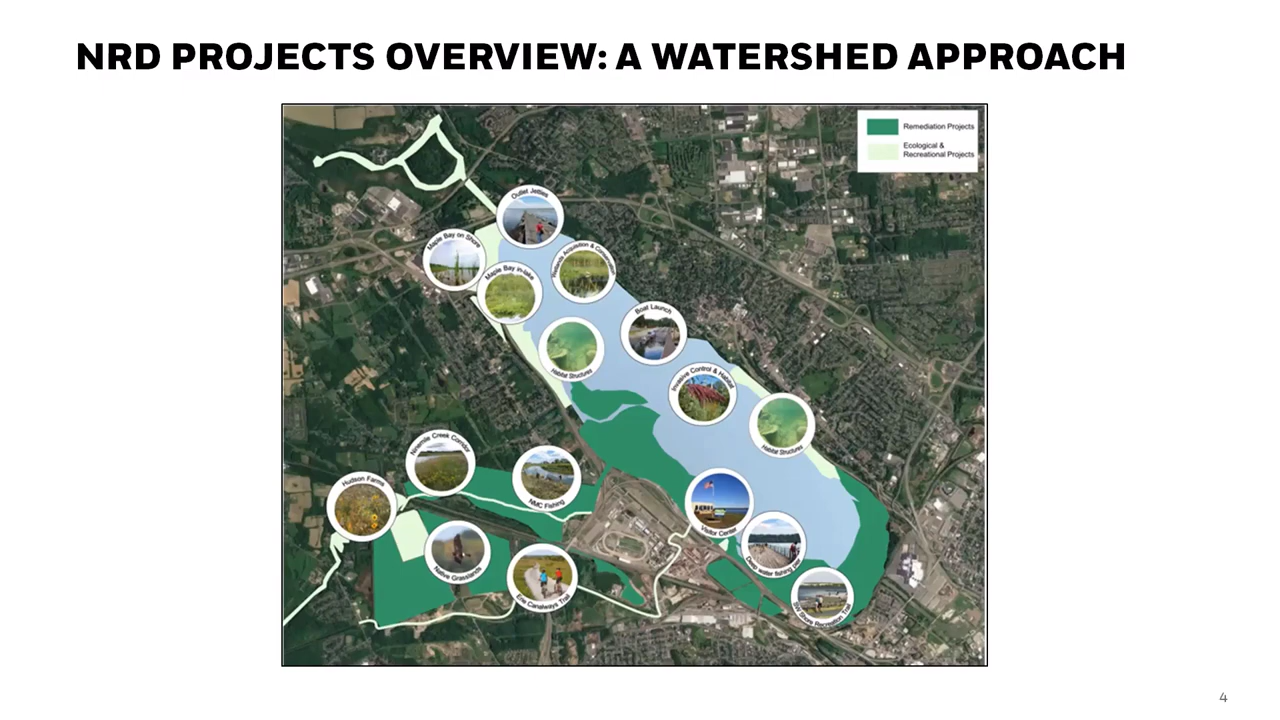 NRD PROJECTS OVERVIEW: A WATERSHED APPROACH
Remediation Projects
Ecological &
Recreational Projects
Outlet Jetties
Maple Bay on Shore
Maple Bay in-lake
Wetlands Acquisition & Conservation
Boat Launch
Habitat Structures
Invasive Control & Habitat
Habitat Structures
Ninemile Creek Corridor
NMC Fishing
Hudson Farms
Visitor Center
Native Grasslands
Deep water fishing pier
Erie Canalways Trail
Shore Recreation Trail
4